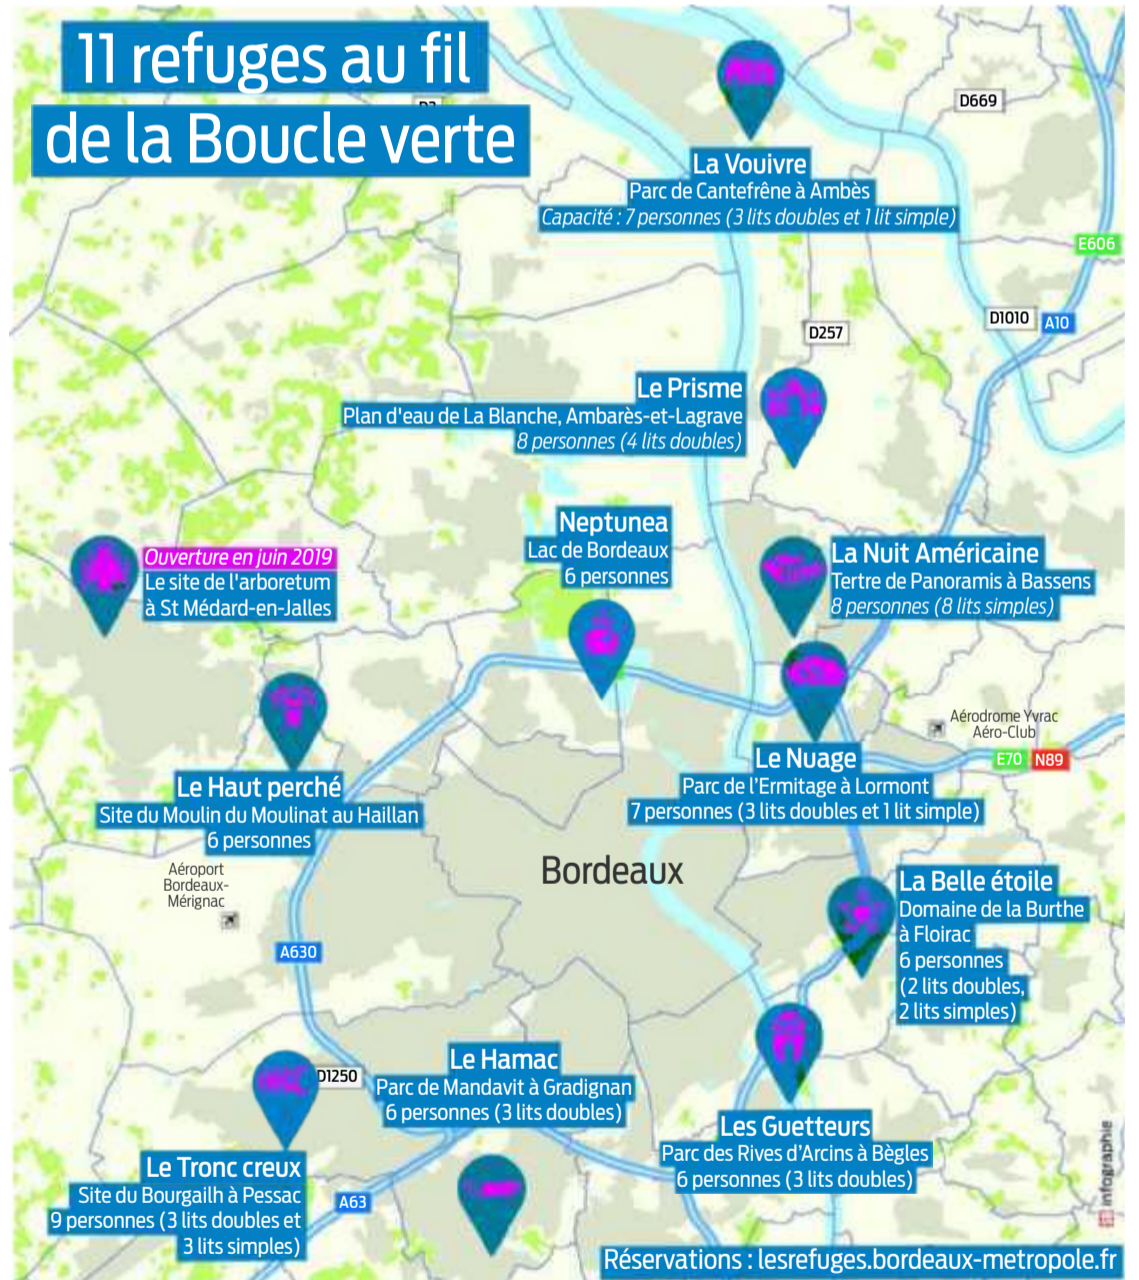 11 refuges au fil
de la Boucle verte
D669
La Vouivre
Parc de Cantefrêne à Ambès
Capacité : 7 personnes (3 lits doubles et 1 lit simple)
E606
D1010
A10
D257
Le Prisme
Plan d'eau de La Blanche, Ambarès-et-Lagrave
8 personnes (4 lits doubles)
Neptunea
Lac de Bordeaux
6 personnes
La Nuit Américaine
Tertre de Panoramis à Bassens
8 personnes (8 lits simples)
Ouverture en juin 2019
Le site de l'arboretum
à St Médard-en-Jalles
Aérodrome Yvrac
Aéro-Club
E70
N89
Le Nuage
Parc de l'Ermitage à Lormont
7 personnes (3 lits doubles et 1 lit simple)
Le Haut perché
Site du Moulin du Moulinat au Haillan
6 personnes
Aéroport
Bordeaux-
Mérignac
Bordeaux
La Belle étoile
Domaine de la Burthe
à Floirac
6 personnes
(2 lits doubles,
2 lits simples)
A630
Le Hamac
Parc de Mandavit à Gradignan
6 personnes (3 lits doubles)
D1250
Les Guetteurs
Parc des Rives d'Arcins à Bègles
6 personnes (3 lits doubles)
Le Tronc creux
Site du Bourgailh à Pessac
9 personnes (3 lits doubles et
3 lits simples)
A63
infographie
Réservations : lesrefuges.bordeaux-metropole.fr